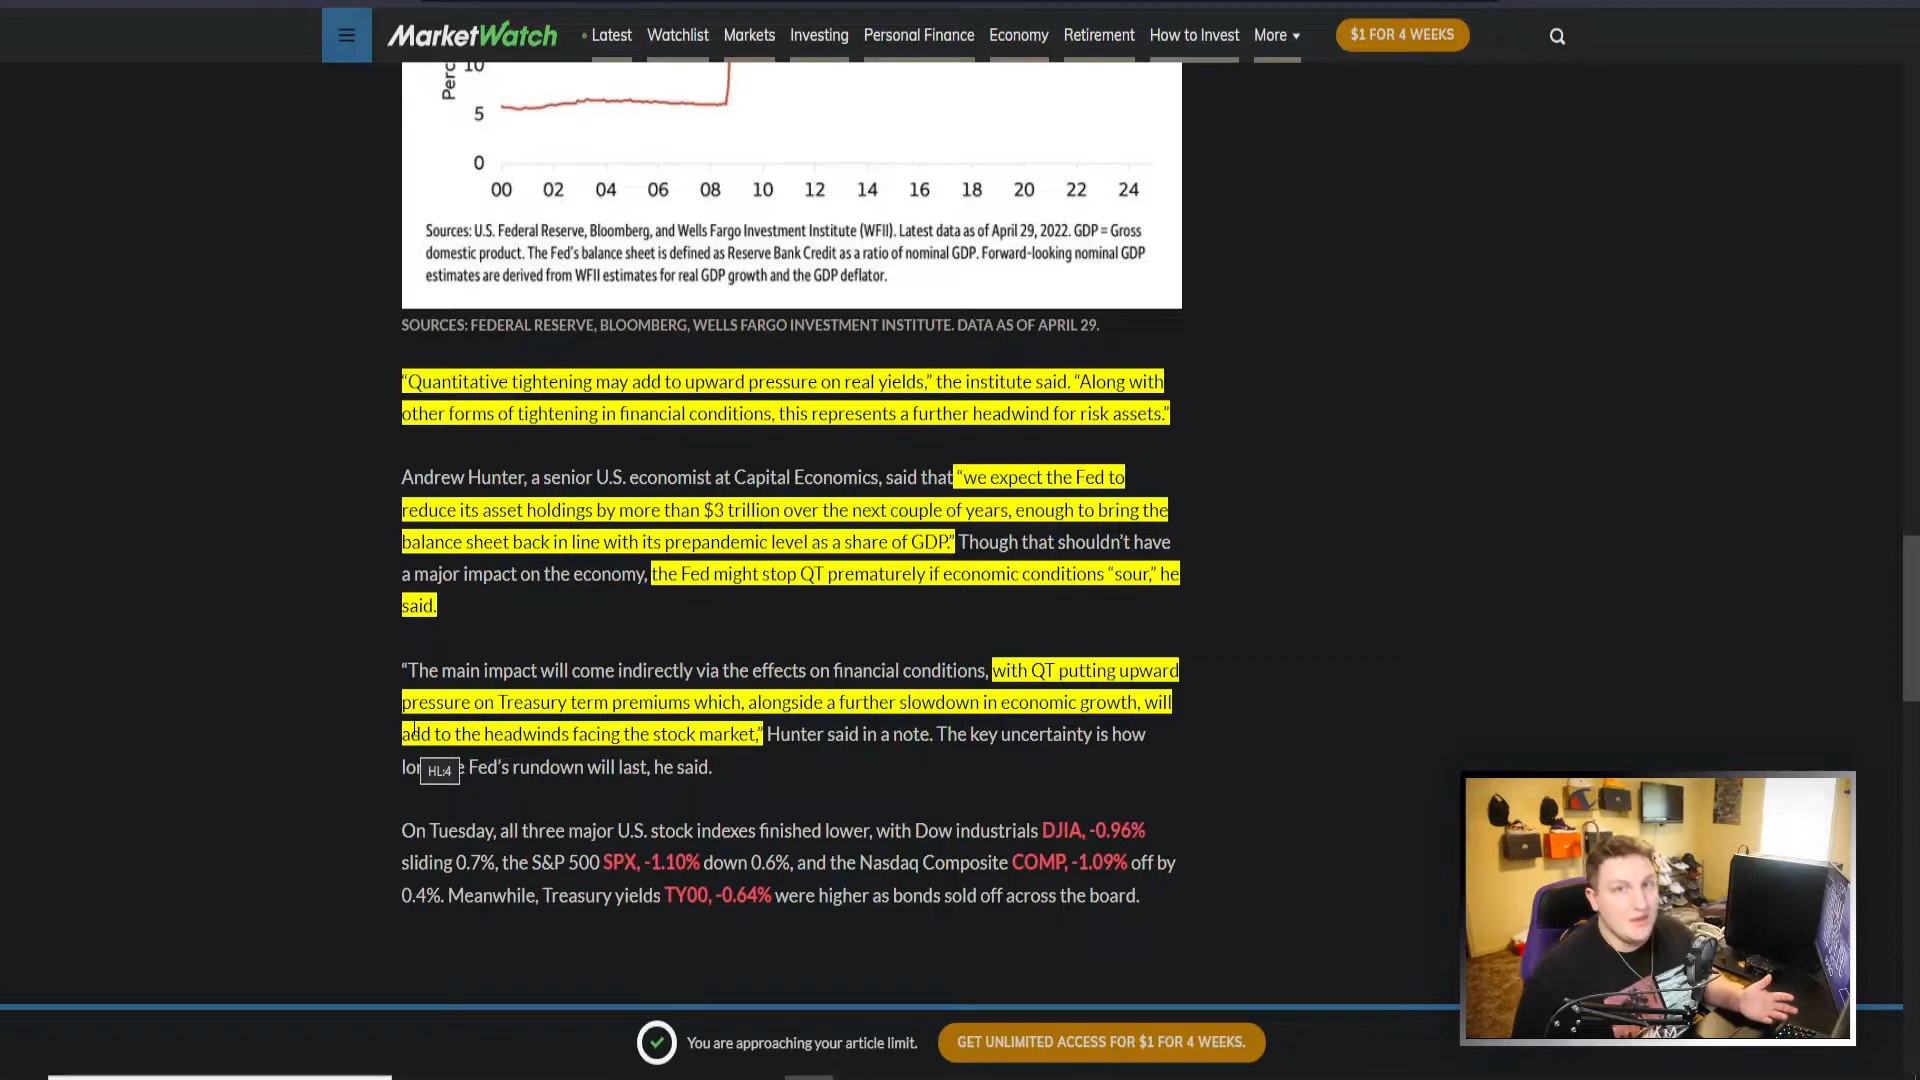 MarketWatch
Latest Watchlist Markets Investing Personal Finance Economy Retirement How to Invest More
$1 FOR 4 WEEKS
Perc
10
5
0
00 02 04 06 08 10 12 14 16 18 20 22 24
Sources: U.S. Federal Reserve, Bloomberg, and Wells Fargo Investment Institute (WFII). Latest data as of April 29, 2022. GDP = Gross
domestic product. The Fed's balance sheet is defined as Reserve Bank Credit as a ratio of nominal GDP. Forward-looking nominal GDP
estimates are derived from WFII estimates for real GDP growth and the GDP deflator.
SOURCES: FEDERAL RESERVE, BLOOMBERG, WELLS FARGO INVESTMENT INSTITUTE. DATA AS OF APRIL 29.
“Quantitative tightening may add to upward pressure on real yields,” the institute said. “Along with
other forms of tightening in financial conditions, this represents a further headwind for risk assets.”
Andrew Hunter, a senior U.S. economist at Capital Economics, said that “we expect the Fed to
reduce its asset holdings by more than $3 trillion over the next couple of years, enough to bring the
balance sheet back in line with its prepandemic level as a share of GDP.” Though that shouldn’t have
a major impact on the economy, the Fed might stop QT prematurely if economic conditions “sour,” he
said.
“The main impact will come indirectly via the effects on financial conditions, with QT putting upward
pressure on Treasury term premiums which, alongside a further slowdown in economic growth, will
add to the headwinds facing the stock market,” Hunter said in a note. The key uncertainty is how
lon HL:4 e Fed’s rundown will last, he said.
On Tuesday, all three major U.S. stock indexes finished lower, with Dow industrials DJIA, -0.96%
sliding 0.7%, the S&P 500 SPX, -1.10% down 0.6%, and the Nasdaq Composite COMP, -1.09% off by
0.4%. Meanwhile, Treasury yields TY00, -0.64% were higher as bonds sold off across the board.
You are approaching your article limit.
GET UNLIMITED ACCESS FOR $1 FOR 4 WEEKS.